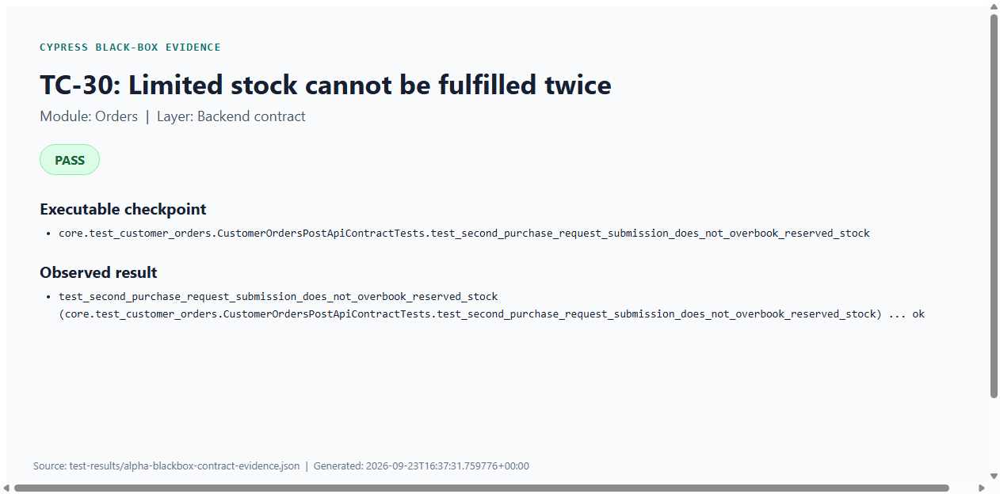 CYPRESS BLACK-BOX EVIDENCE
TC-30: Limited stock cannot be fulfilled twice
Module: Orders | Layer: Backend contract
PASS
Executable checkpoint
• core.test_customer_orders.CustomerOrdersPostApiContractTests.test_second_purchase_request_submission_does_not_overbook_reserved_stock
Observed result
• test_second_purchase_request_submission_does_not_overbook_reserved_stock
(core.test_customer_orders.CustomerOrdersPostApiContractTests.test_second_purchase_request_submission_does_not_overbook_reserved_stock) ... ok
Source: test-results/alpha-blackbox-contract-evidence.json | Generated: 2026-09-23T16:37:31.759776+00:00